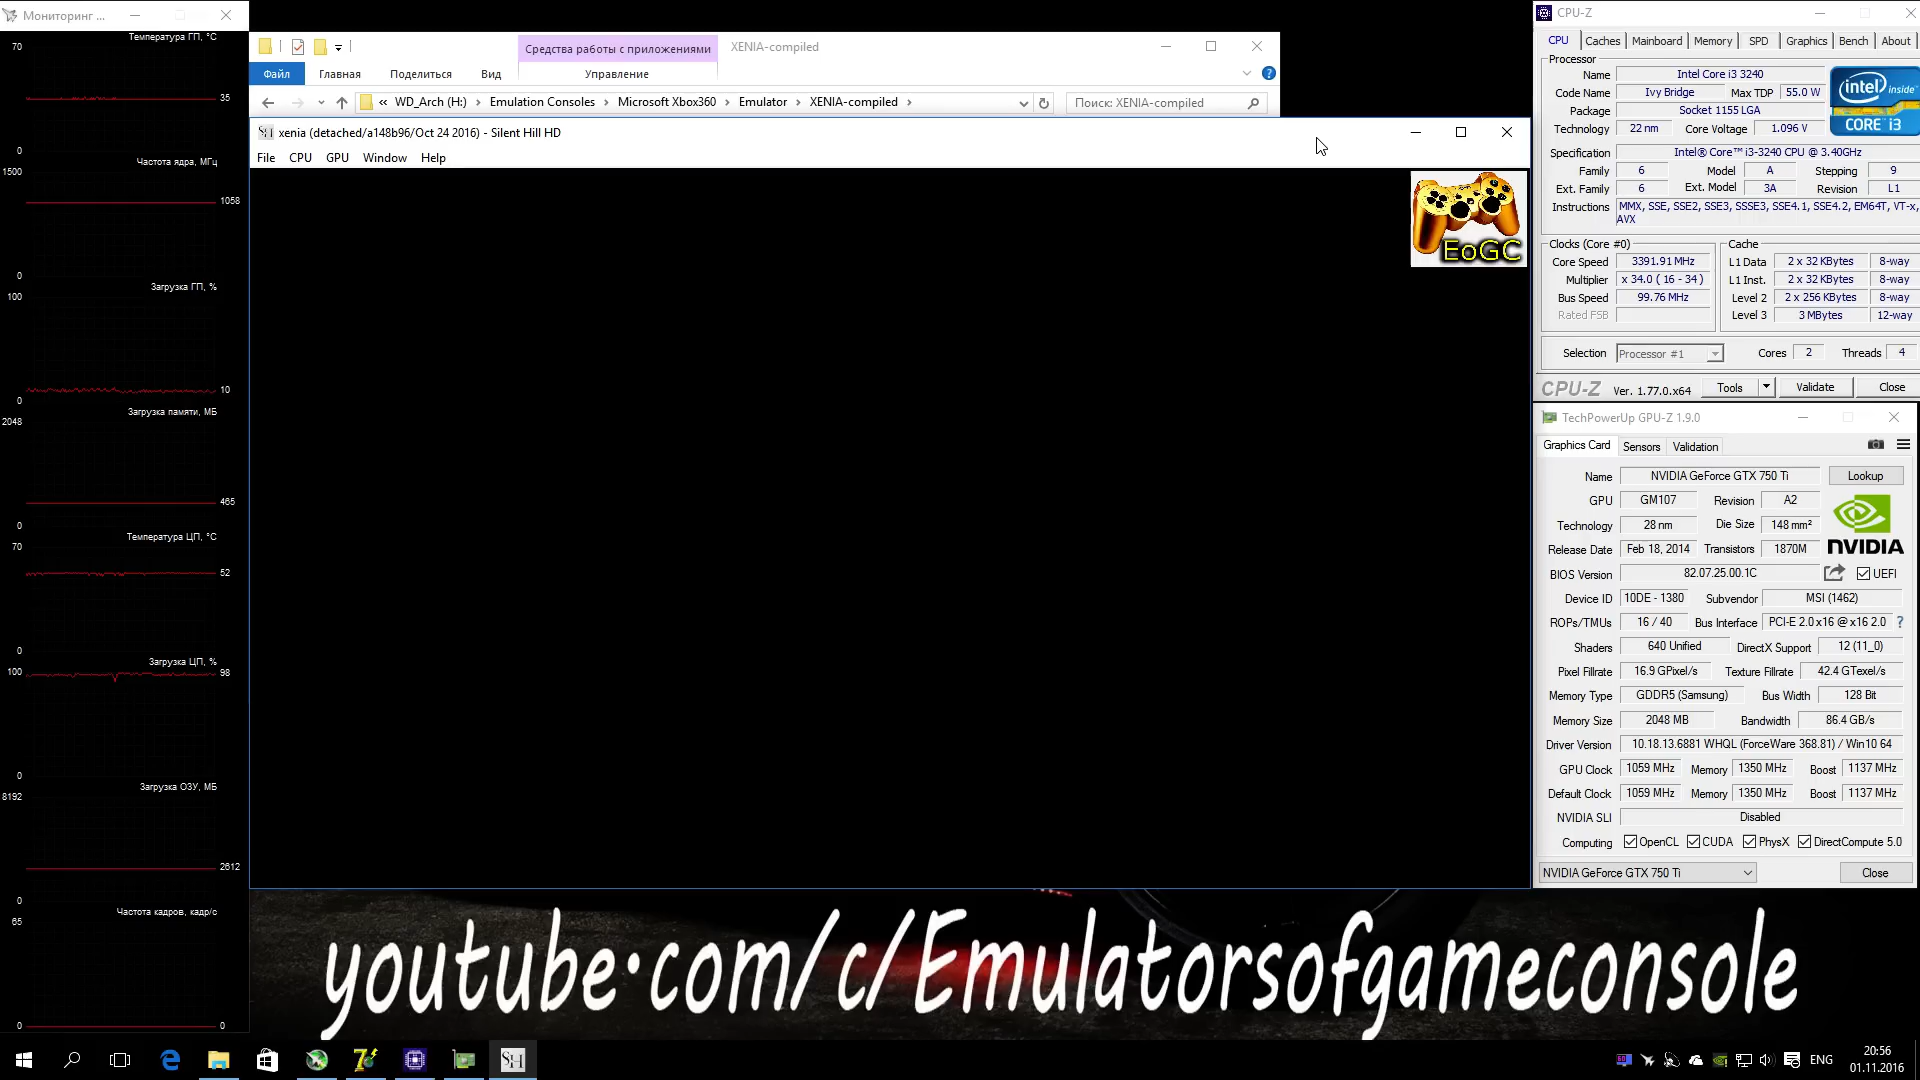 Мониторинг ...
Температура ГП, °C
70
35
0
Частота ядра, МГц
1500
1058
0
Загрузка ГП, %
100
10
0
Загрузка памяти, МБ
2048
465
0
Температура ЦП, °C
70
52
0
Загрузка ЦП, %
100
98
0
Загрузка ОЗУ, МБ
8192
2612
0
Частота кадров, кадр/с
65
0
0
Средства работы с приложениями
XENIA-compiled
Файл
Главная
Поделиться
Вид
Управление
« WD_Arch (H:) > Emulation Consoles > Microsoft Xbox360 > Emulator > XENIA-compiled >
Поиск: XENIA-compiled
SH xenia (detached/a148b96/Oct 24 2016) - Silent Hill HD
File CPU GPU Window Help
EoGC
CPU-Z
CPU Caches Mainboard Memory SPD Graphics Bench About
Processor
Name Intel Core i3 3240
Code Name Ivy Bridge Max TDP 55.0 W
Package Socket 1155 LGA
Technology 22 nm Core Voltage 1.096 V
intel inside™
CORE i3
Specification Intel® Core™ i3-3240 CPU @ 3.40GHz
Family 6 Model A Stepping 9
Ext. Family 6 Ext. Model 3A Revision L1
Instructions MMX, SSE, SSE2, SSE3, SSSE3, SSE4.1, SSE4.2, EM64T, VT-x,
AVX
Clocks (Core #0)
Core Speed 3391.91 MHz
Multiplier x 34.0 ( 16 - 34 )
Bus Speed 99.76 MHz
Rated FSB
Cache
L1 Data 2 x 32 KBytes 8-way
L1 Inst. 2 x 32 KBytes 8-way
Level 2 2 x 256 KBytes 8-way
Level 3 3 MBytes 12-way
Selection Processor #1 Cores 2 Threads 4
CPU-Z Ver. 1.77.0.x64 Tools Validate Close
TechPowerUp GPU-Z 1.9.0
Graphics Card Sensors Validation
Name NVIDIA GeForce GTX 750 Ti Lookup
GPU GM107 Revision A2
Technology 28 nm Die Size 148 mm²
Release Date Feb 18, 2014 Transistors 1870M
NVIDIA
BIOS Version 82.07.25.00.1C UEFI
Device ID 10DE - 1380 Subvendor MSI (1462)
ROPs/TMUs 16 / 40 Bus Interface PCI-E 2.0 x16 @ x16 2.0 ?
Shaders 640 Unified DirectX Support 12 (11_0)
Pixel Fillrate 16.9 GPixel/s Texture Fillrate 42.4 GTexel/s
Memory Type GDDR5 (Samsung) Bus Width 128 Bit
Memory Size 2048 MB Bandwidth 86.4 GB/s
Driver Version 10.18.13.6881 WHQL (ForceWare 368.81) / Win10 64
GPU Clock 1059 MHz Memory 1350 MHz Boost 1137 MHz
Default Clock 1059 MHz Memory 1350 MHz Boost 1137 MHz
NVIDIA SLI Disabled
Computing OpenCL CUDA PhysX DirectCompute 5.0
NVIDIA GeForce GTX 750 Ti Close
youtube.com/c/Emulatorsofgameconsole
SH
ENG
20:56
01.11.2016